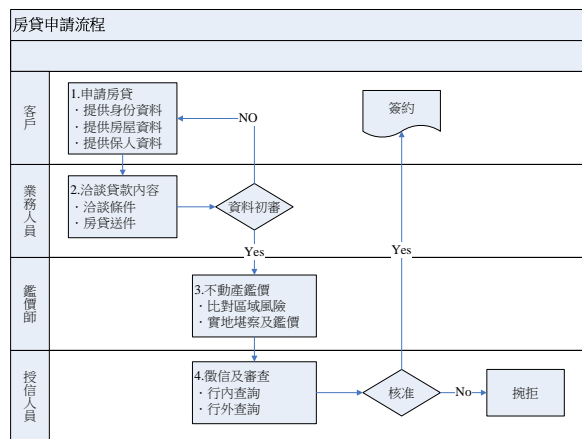 房貸申請流程
客戶
1.申請房貸
・提供身份資料
・提供房屋資料
・提供保人資料
NO
簽約
業務人員
2.洽談貸款內容
・洽談條件
・房貸送件
資料初審
Yes
Yes
鑑價師
3.不動產鑑價
・比對區域風險
・實地堪察及鑑價
授信人員
4.徵信及審查
・行內查詢
・行外查詢
核准
No
婉拒